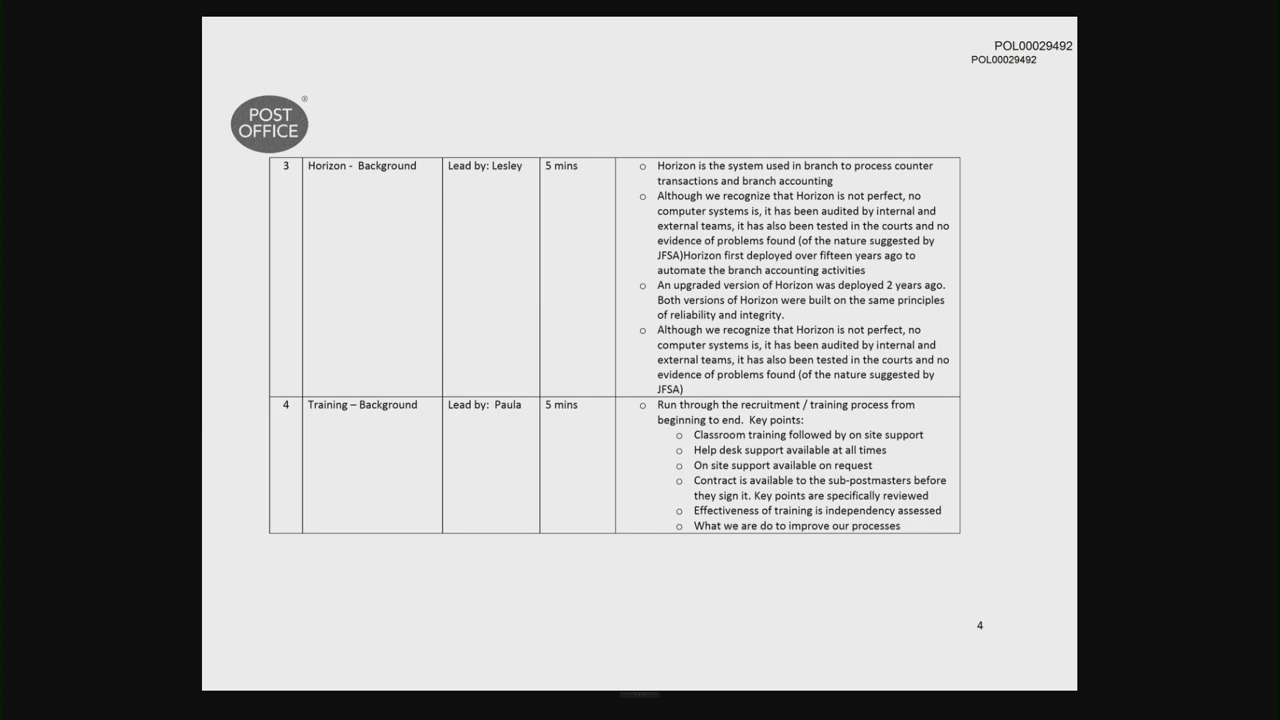 POL00029492
POL00029492
POST
OFFICE
®
3 Horizon - Background Lead by: Lesley 5 mins
o Horizon is the system used in branch to process counter
transactions and branch accounting
o Although we recognize that Horizon is not perfect, no
computer systems is, it has been audited by internal and
external teams, it has also been tested in the courts and no
evidence of problems found (of the nature suggested by
JFSA)Horizon first deployed over fifteen years ago to
automate the branch accounting activities
o An upgraded version of Horizon was deployed 2 years ago.
Both versions of Horizon were built on the same principles
of reliability and integrity.
o Although we recognize that Horizon is not perfect, no
computer systems is, it has been audited by internal and
external teams, it has also been tested in the courts and no
evidence of problems found (of the nature suggested by
JFSA)
4 Training – Background Lead by: Paula 5 mins
o Run through the recruitment / training process from
beginning to end. Key points:
o Classroom training followed by on site support
o Help desk support available at all times
o On site support available on request
o Contract is available to the sub-postmasters before
they sign it. Key points are specifically reviewed
o Effectiveness of training is independency assessed
o What we are do to improve our processes
4